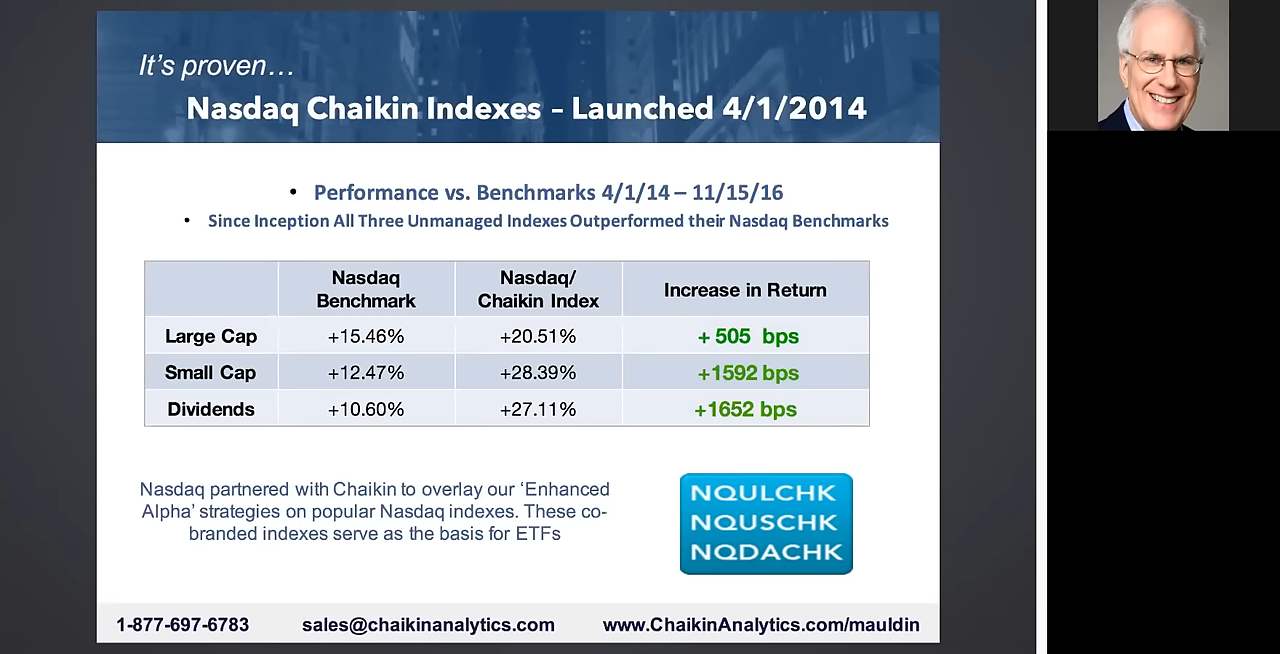 It's proven…
Nasdaq Chaikin Indexes – Launched 4/1/2014
• Performance vs. Benchmarks 4/1/14 – 11/15/16
• Since Inception All Three Unmanaged Indexes Outperformed their Nasdaq Benchmarks
Nasdaq Benchmark Nasdaq/ Chaikin Index Increase in Return
Large Cap +15.46% +20.51% + 505 bps
Small Cap +12.47% +28.39% +1592 bps
Dividends +10.60% +27.11% +1652 bps
Nasdaq partnered with Chaikin to overlay our ‘Enhanced
Alpha’ strategies on popular Nasdaq indexes. These co-
branded indexes serve as the basis for ETFs
NQULCHK
NQUSCHK
NQDACHK
1-877-697-6783 sales@chaikinanalytics.com www.ChaikinAnalytics.com/mauldin